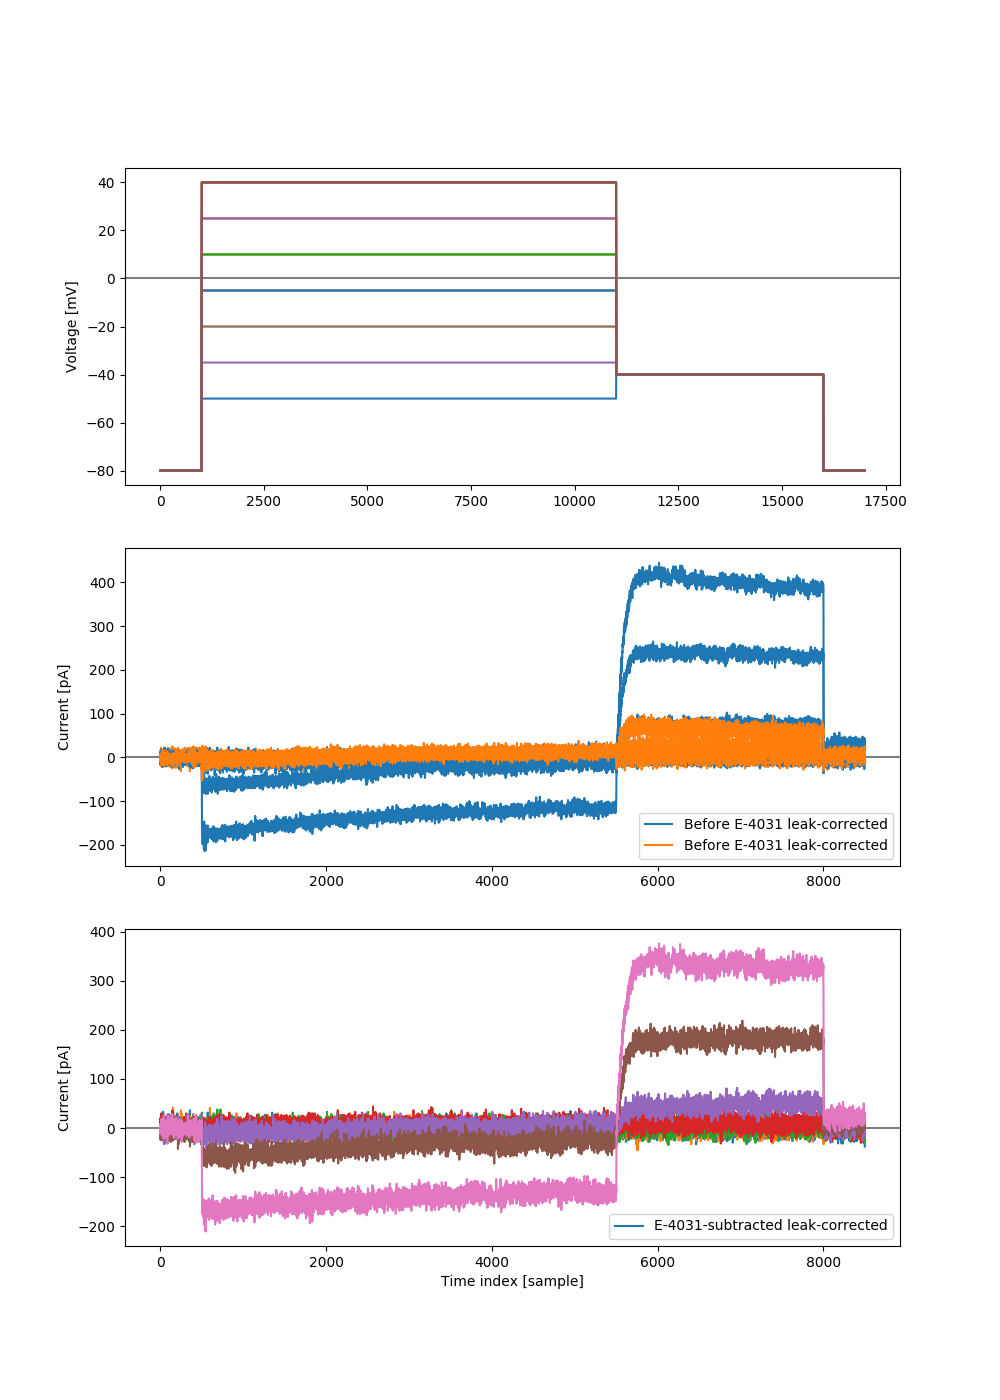 40
20
0
−20
−40
−60
−80
Voltage [mV]
0 2500 5000 7500 10000 12500 15000 17500
400
300
200
100
0
−100
−200
Current [pA]
Before E-4031 leak-corrected
Before E-4031 leak-corrected
0 2000 4000 6000 8000
400
300
200
100
0
−100
−200
Current [pA]
E-4031-subtracted leak-corrected
0 2000 4000 6000 8000
Time index [sample]